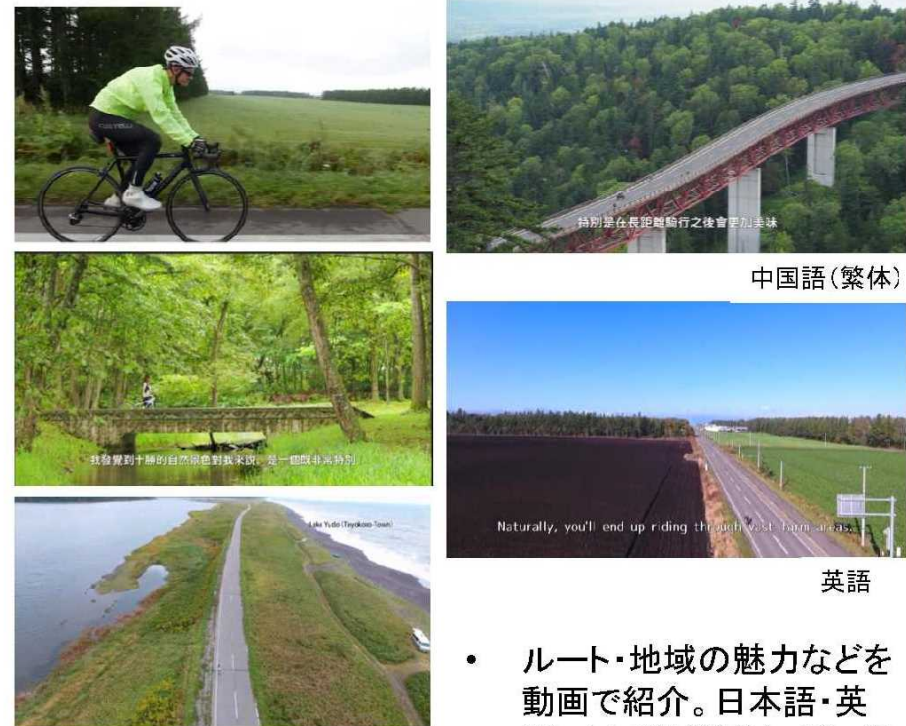 特別是在長距離騎行之後會更加美味
中国語(繁体)
我發覺到十勝的自然景色對我來說，是一個既非常特別
Naturally, you'll end up riding through vast farm areas
英語
Lake Yudo (Toyokoro-Town)
• ルート・地域の魅力などを
動画で紹介。日本語・英